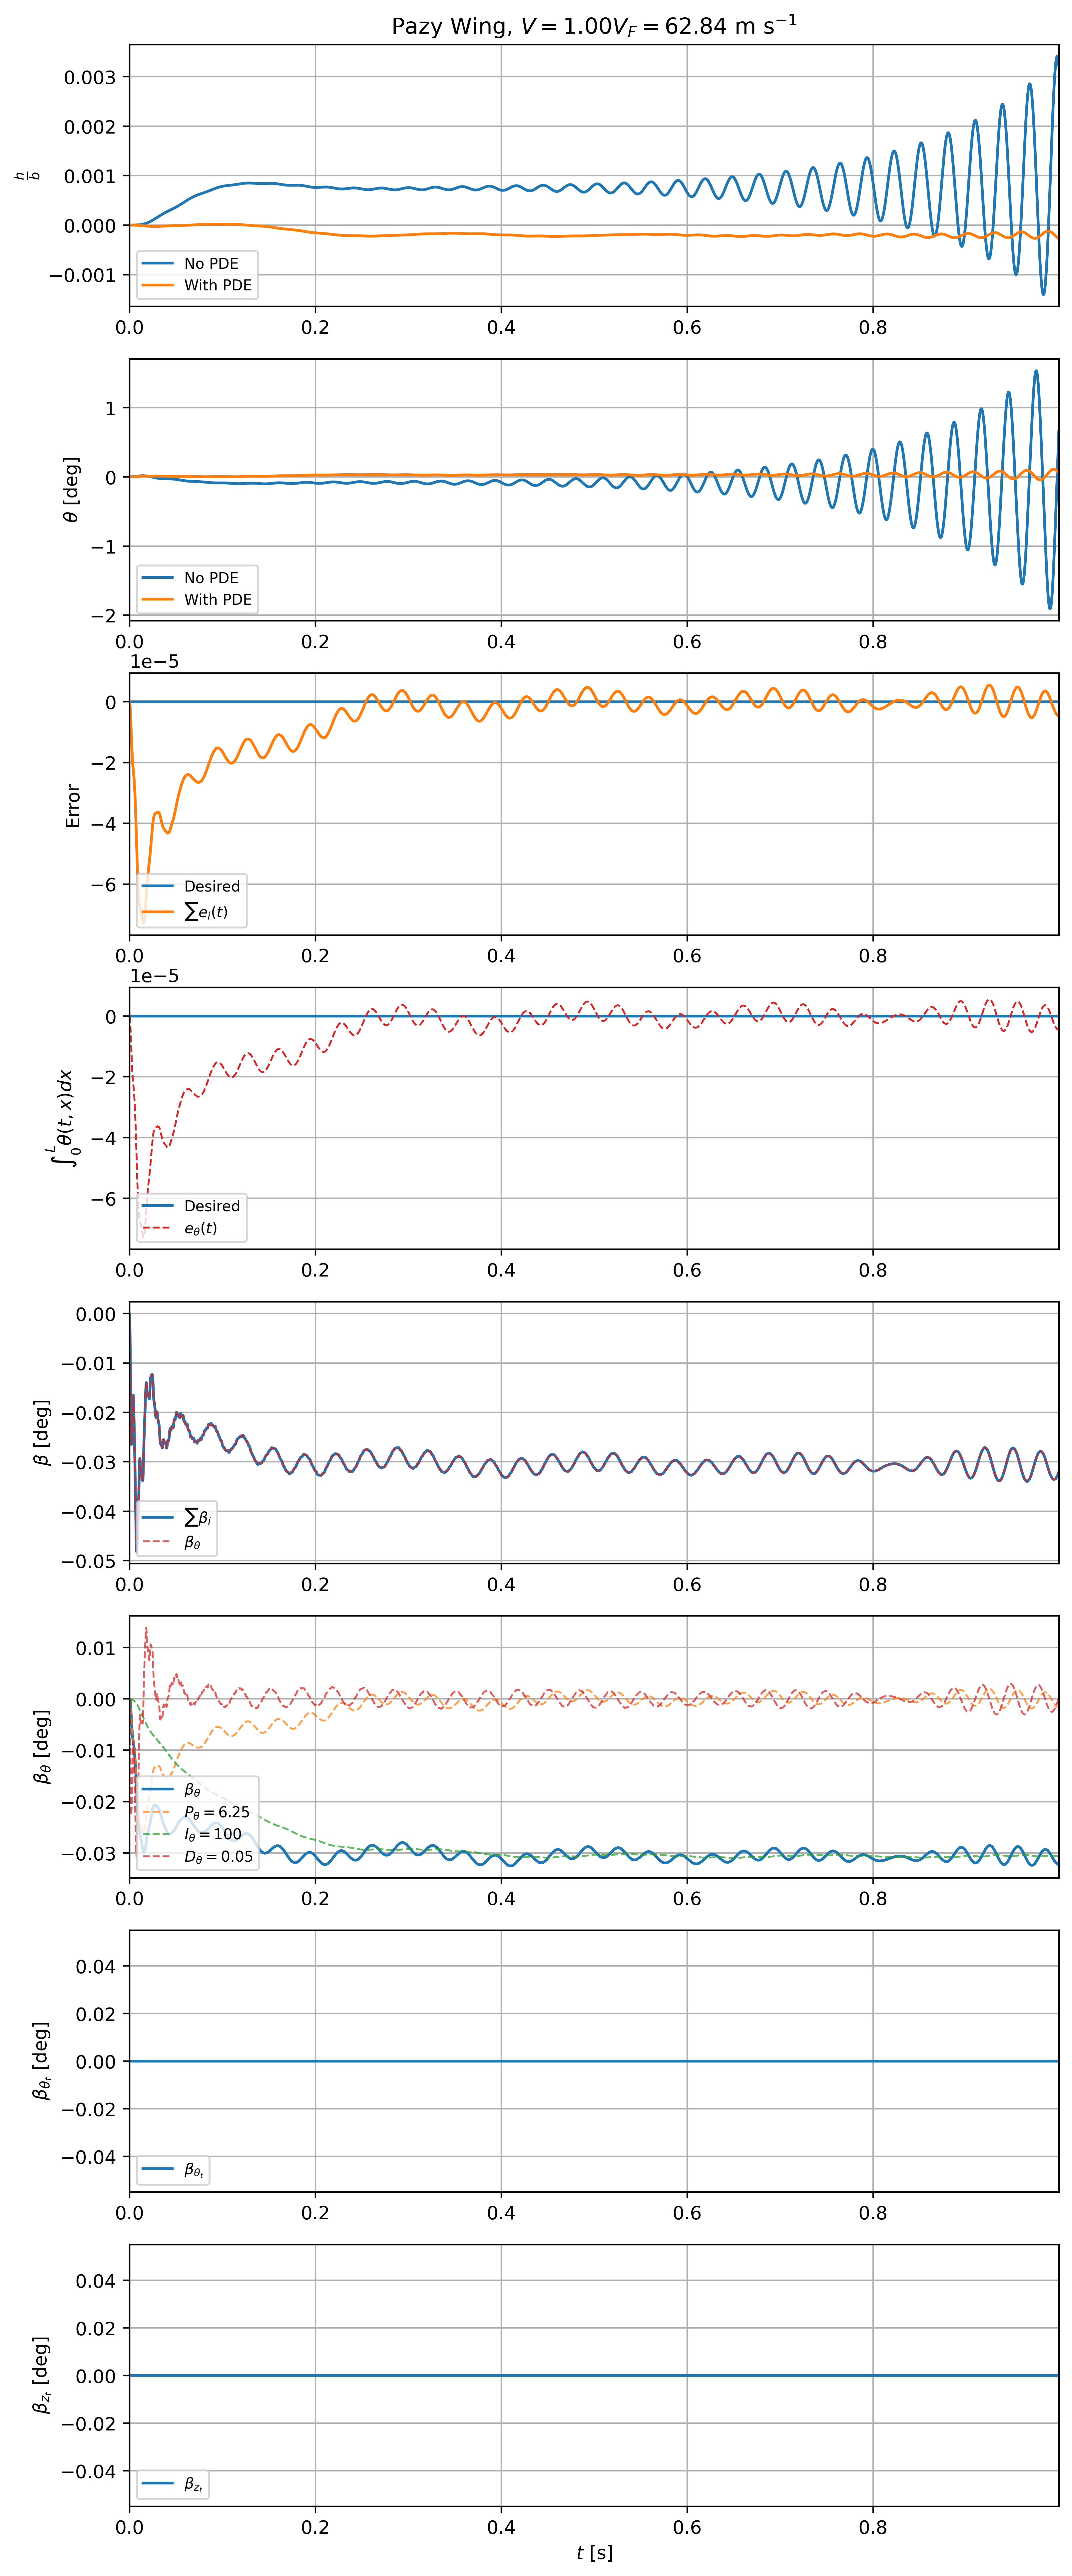 Pazy Wing, V = 1.00V_F = 62.84 m s⁻¹
h/b
0.003
0.002
0.001
0.000
−0.001
No PDE
With PDE
0.0 0.2 0.4 0.6 0.8
θ [deg]
1
0
−1
−2
No PDE
With PDE
0.0 0.2 0.4 0.6 0.8
1e−5
Error
0
−2
−4
−6
Desired
∑e_i(t)
0.0 0.2 0.4 0.6 0.8
1e−5
∫₀ᴸθ(t, x)dx
0
−2
−4
−6
Desired
e_θ(t)
0.0 0.2 0.4 0.6 0.8
β [deg]
0.00
−0.01
−0.02
−0.03
−0.04
−0.05
∑β_i
β_θ
0.0 0.2 0.4 0.6 0.8
β_θ [deg]
0.01
0.00
−0.01
−0.02
−0.03
β_θ
P_θ = 6.25
I_θ = 100
D_θ = 0.05
0.0 0.2 0.4 0.6 0.8
β_θ_t [deg]
0.04
0.02
0.00
−0.02
−0.04
β_θ_t
0.0 0.2 0.4 0.6 0.8
β_z_t [deg]
0.04
0.02
0.00
−0.02
−0.04
β_z_t
0.0 0.2 0.4 0.6 0.8
t [s]